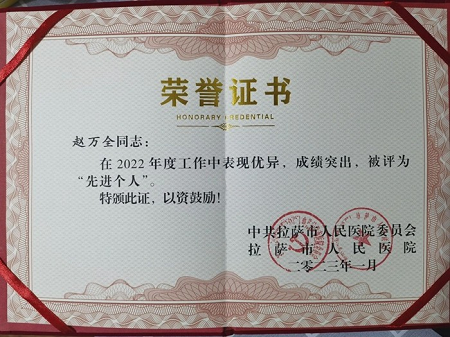 荣誉证书
HONORARY CREDENTIAL
赵万全同志：
在2022年度工作中表现优异，成绩突出，被评为
“先进个人”。
特颁此证，以资鼓励！
中共拉萨市人民医院委员会
拉萨市人民医院
二〇二三年一月